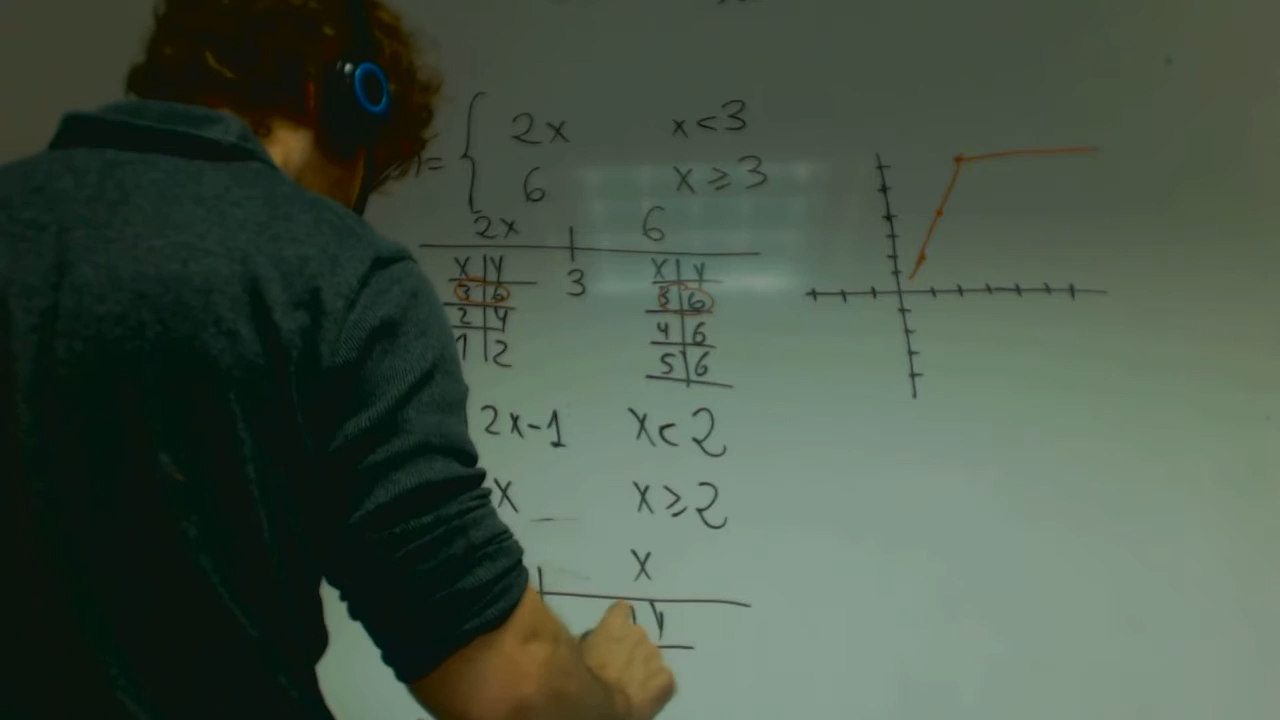 )= { 2x x<3
6 x≥3
2x 6
x|y 3 x|y
3|6 3|6
2|4 4|6
1|2 5|6
2x-1 x<2
x x≥2
x
y